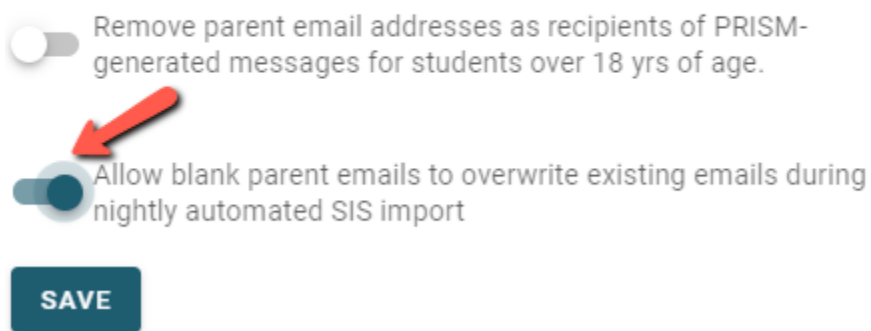 Remove parent email addresses as recipients of PRISM-
generated messages for students over 18 yrs of age.
Allow blank parent emails to overwrite existing emails during
nightly automated SIS import
SAVE